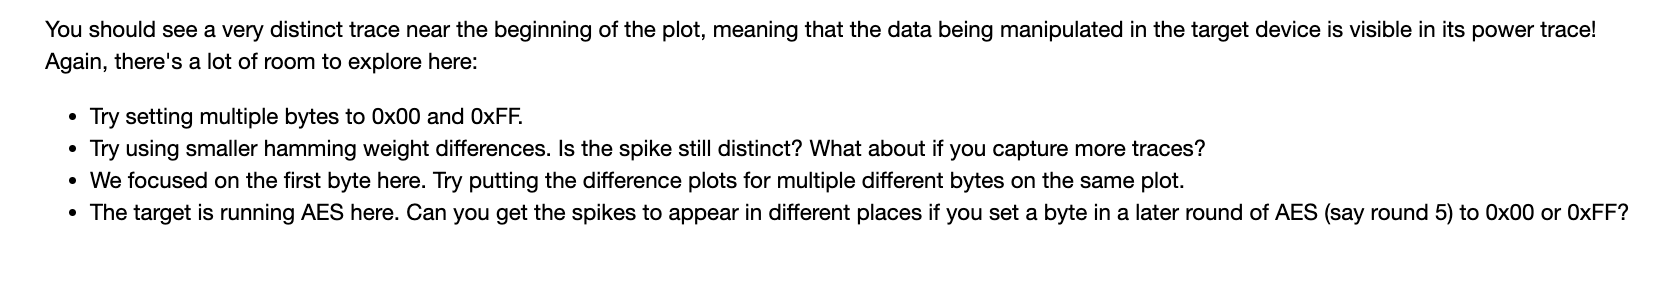 You should see a very distinct trace near the beginning of the plot, meaning that the data being manipulated in the target device is visible in its power trace!
Again, there's a lot of room to explore here:
• Try setting multiple bytes to 0x00 and 0xFF.
• Try using smaller hamming weight differences. Is the spike still distinct? What about if you capture more traces?
• We focused on the first byte here. Try putting the difference plots for multiple different bytes on the same plot.
• The target is running AES here. Can you get the spikes to appear in different places if you set a byte in a later round of AES (say round 5) to 0x00 or 0xFF?